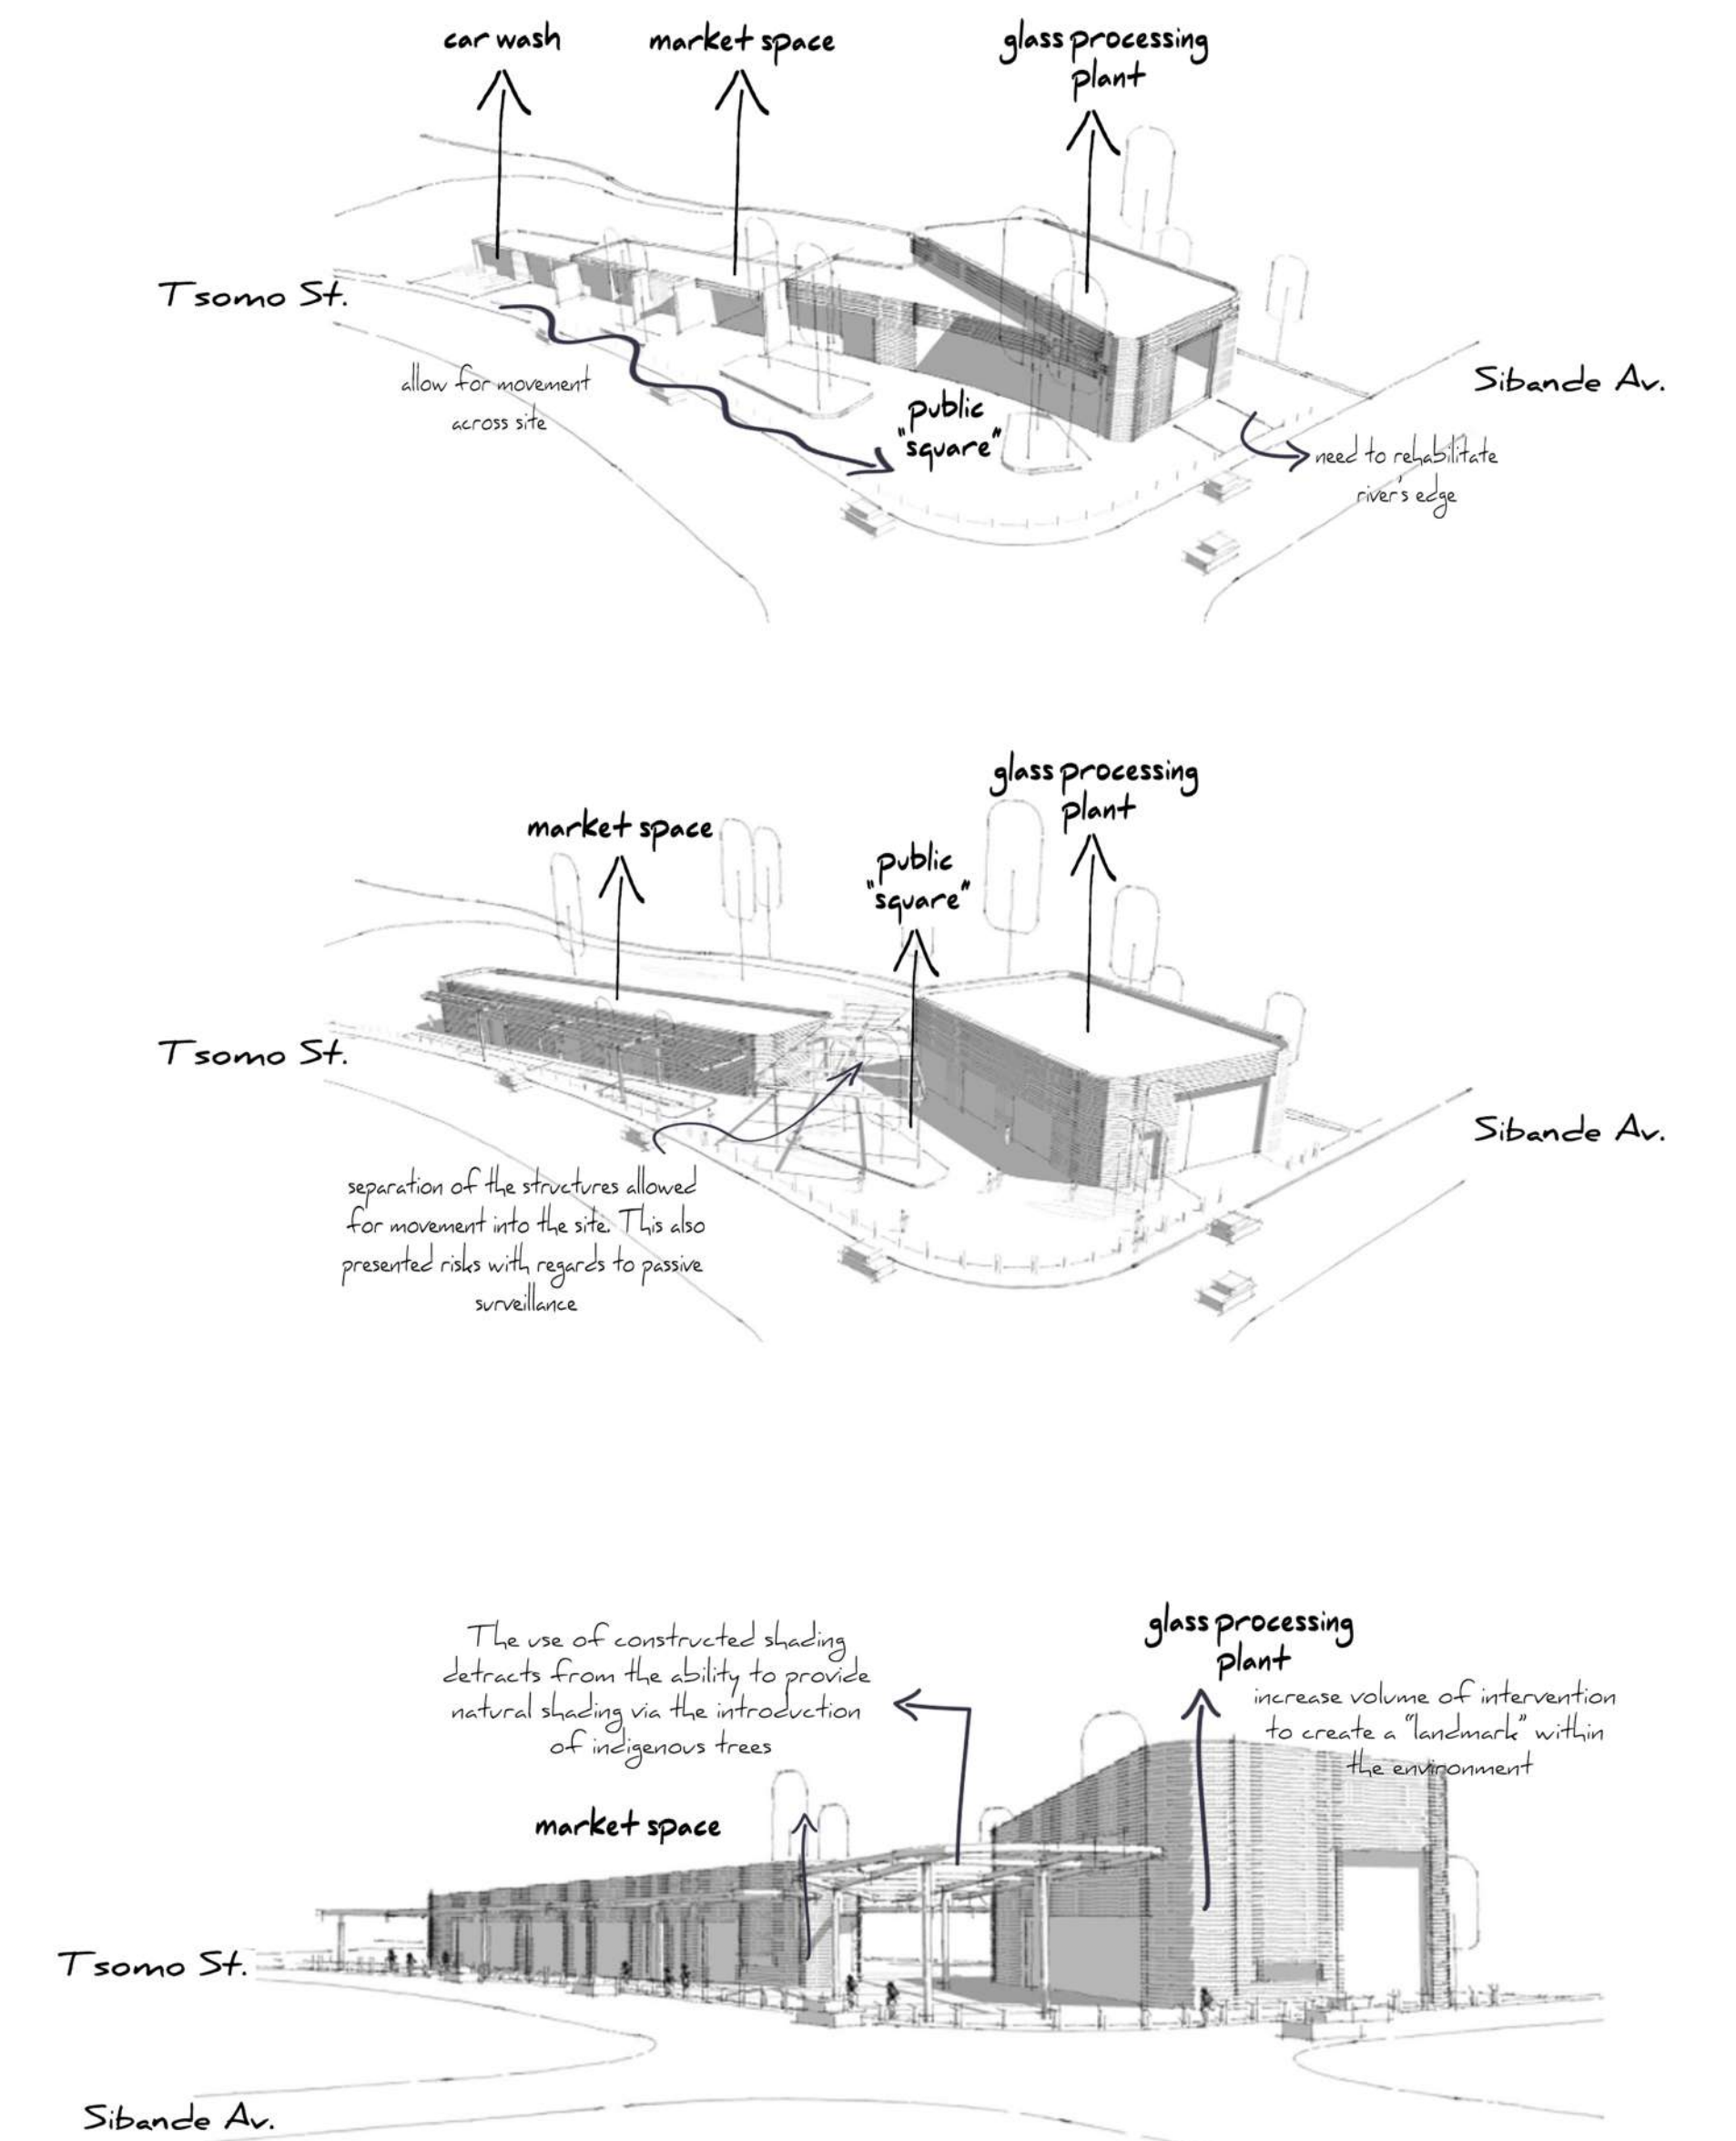 car wash
market space
glass processing
plant
Tsomo St.
allow for movement
across site
public
"square"
Sibande Av.
need to rehabilitate
river's edge
glass processing
plant
market space
public
"square"
Tsomo St.
Sibande Av.
separation of the structures allowed
for movement into the site. This also
presented risks with regards to passive
surveillance
The use of constructed shading
detracts from the ability to provide
natural shading via the introduction
of indigenous trees
glass processing
plant
increase volume of intervention
to create a "landmark" within
the environment
market space
Tsomo St.
Sibande Av.